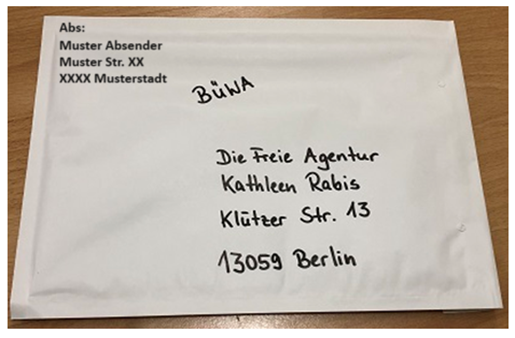 Abs:
Muster Absender
Muster Str. XX
XXXX Musterstadt
BÜWA
Die Freie Agentur
Kathleen Rabis
Klützer Str. 13
13059 Berlin